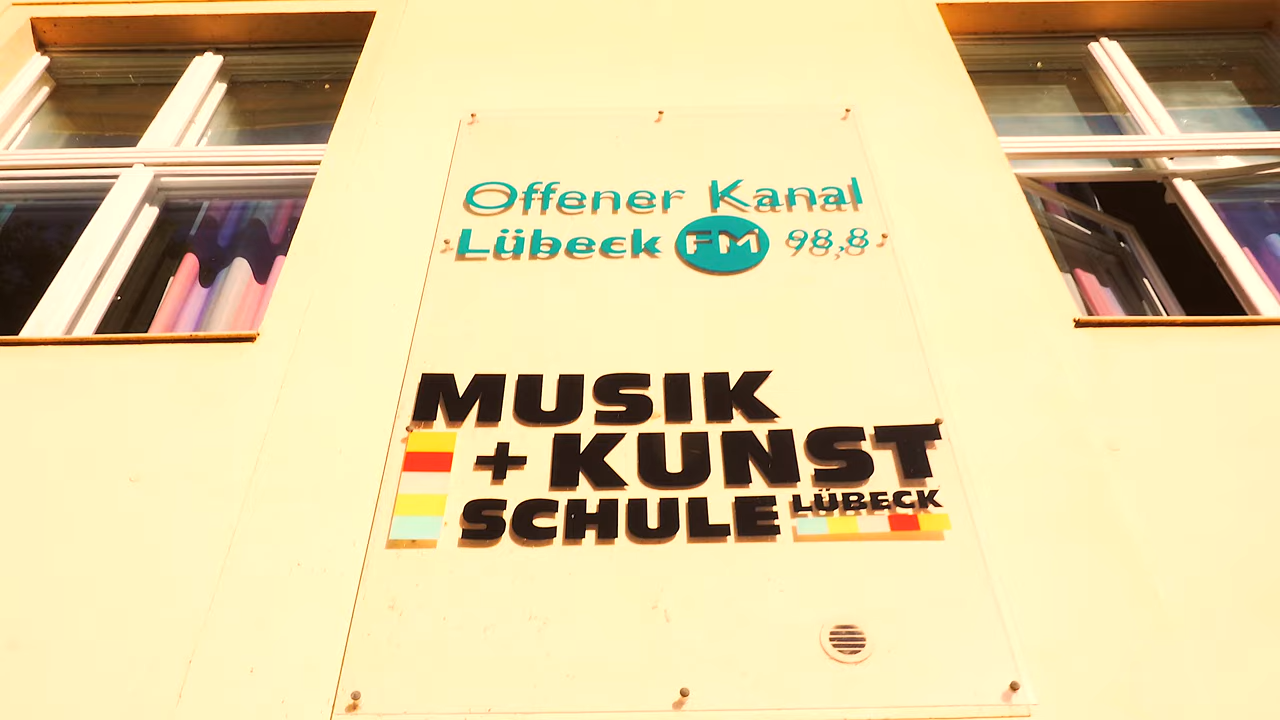 Offener Kanal
Lübeck FM 98,8
MUSIK
+ KUNST
SCHULE LÜBECK